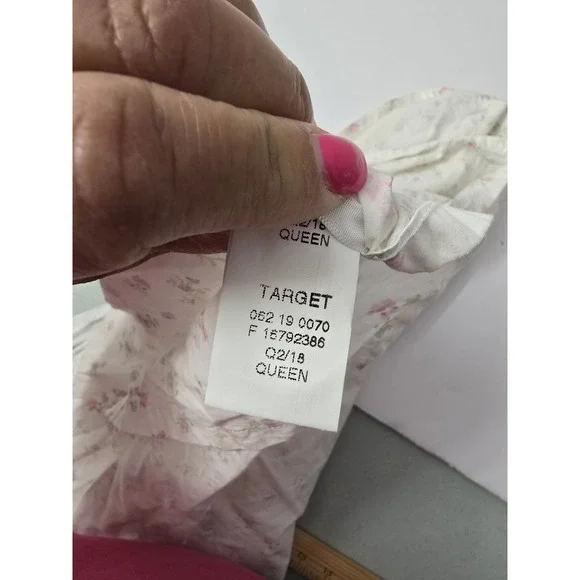 QUEEN
TARGET
062 19 0070
F 16792386
Q2/18
QUEEN